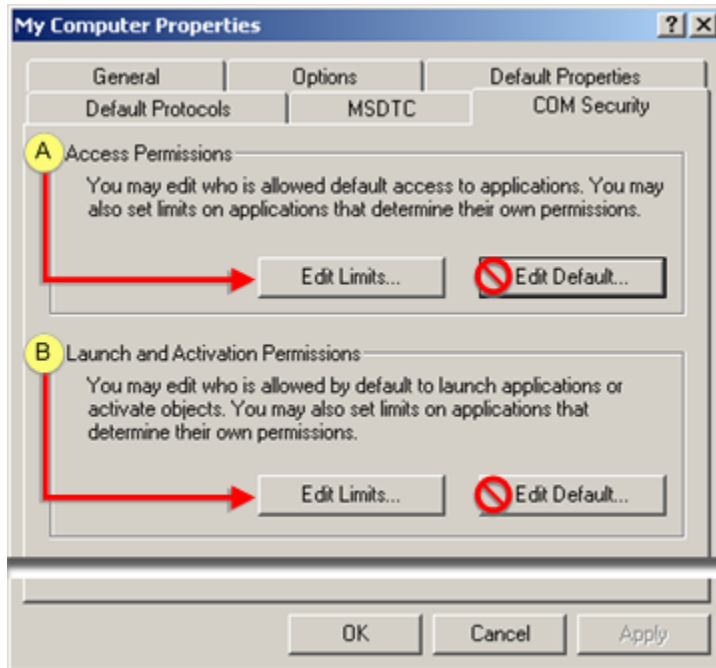 My Computer Properties
General Options Default Properties
Default Protocols MSDTC COM Security
A Access Permissions
You may edit who is allowed default access to applications. You may
also set limits on applications that determine their own permissions.
Edit Limits... Edit Default...
B Launch and Activation Permissions
You may edit who is allowed by default to launch applications or
activate objects. You may also set limits on applications that
determine their own permissions.
Edit Limits... Edit Default...
OK Cancel Apply